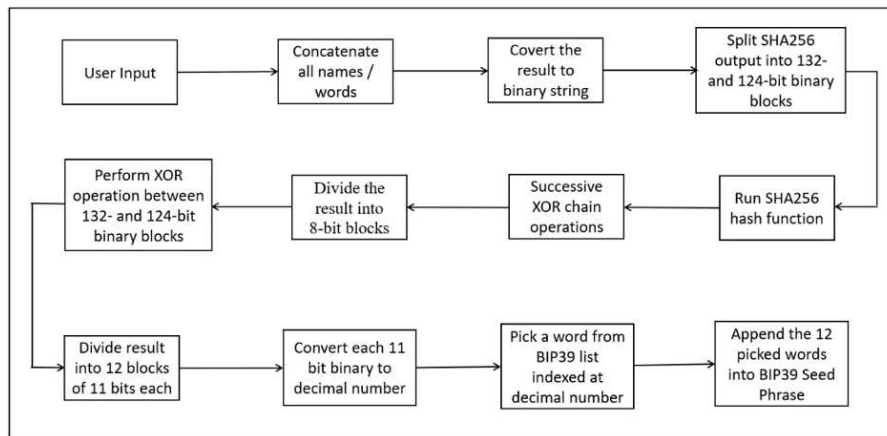 User Input
Concatenate
all names /
words
Covert the
result to
binary string
Split SHA256
output into 132-
and 124-bit binary
blocks
Run SHA256
hash function
Successive
XOR chain
operations
Divide the
result into
8-bit blocks
Perform XOR
operation between
132- and 124-bit
binary blocks
Divide result
into 12 blocks
of 11 bits each
Convert each 11
bit binary to
decimal number
Pick a word from
BIP39 list
indexed at
decimal number
Append the 12
picked words
into BIP39 Seed
Phrase